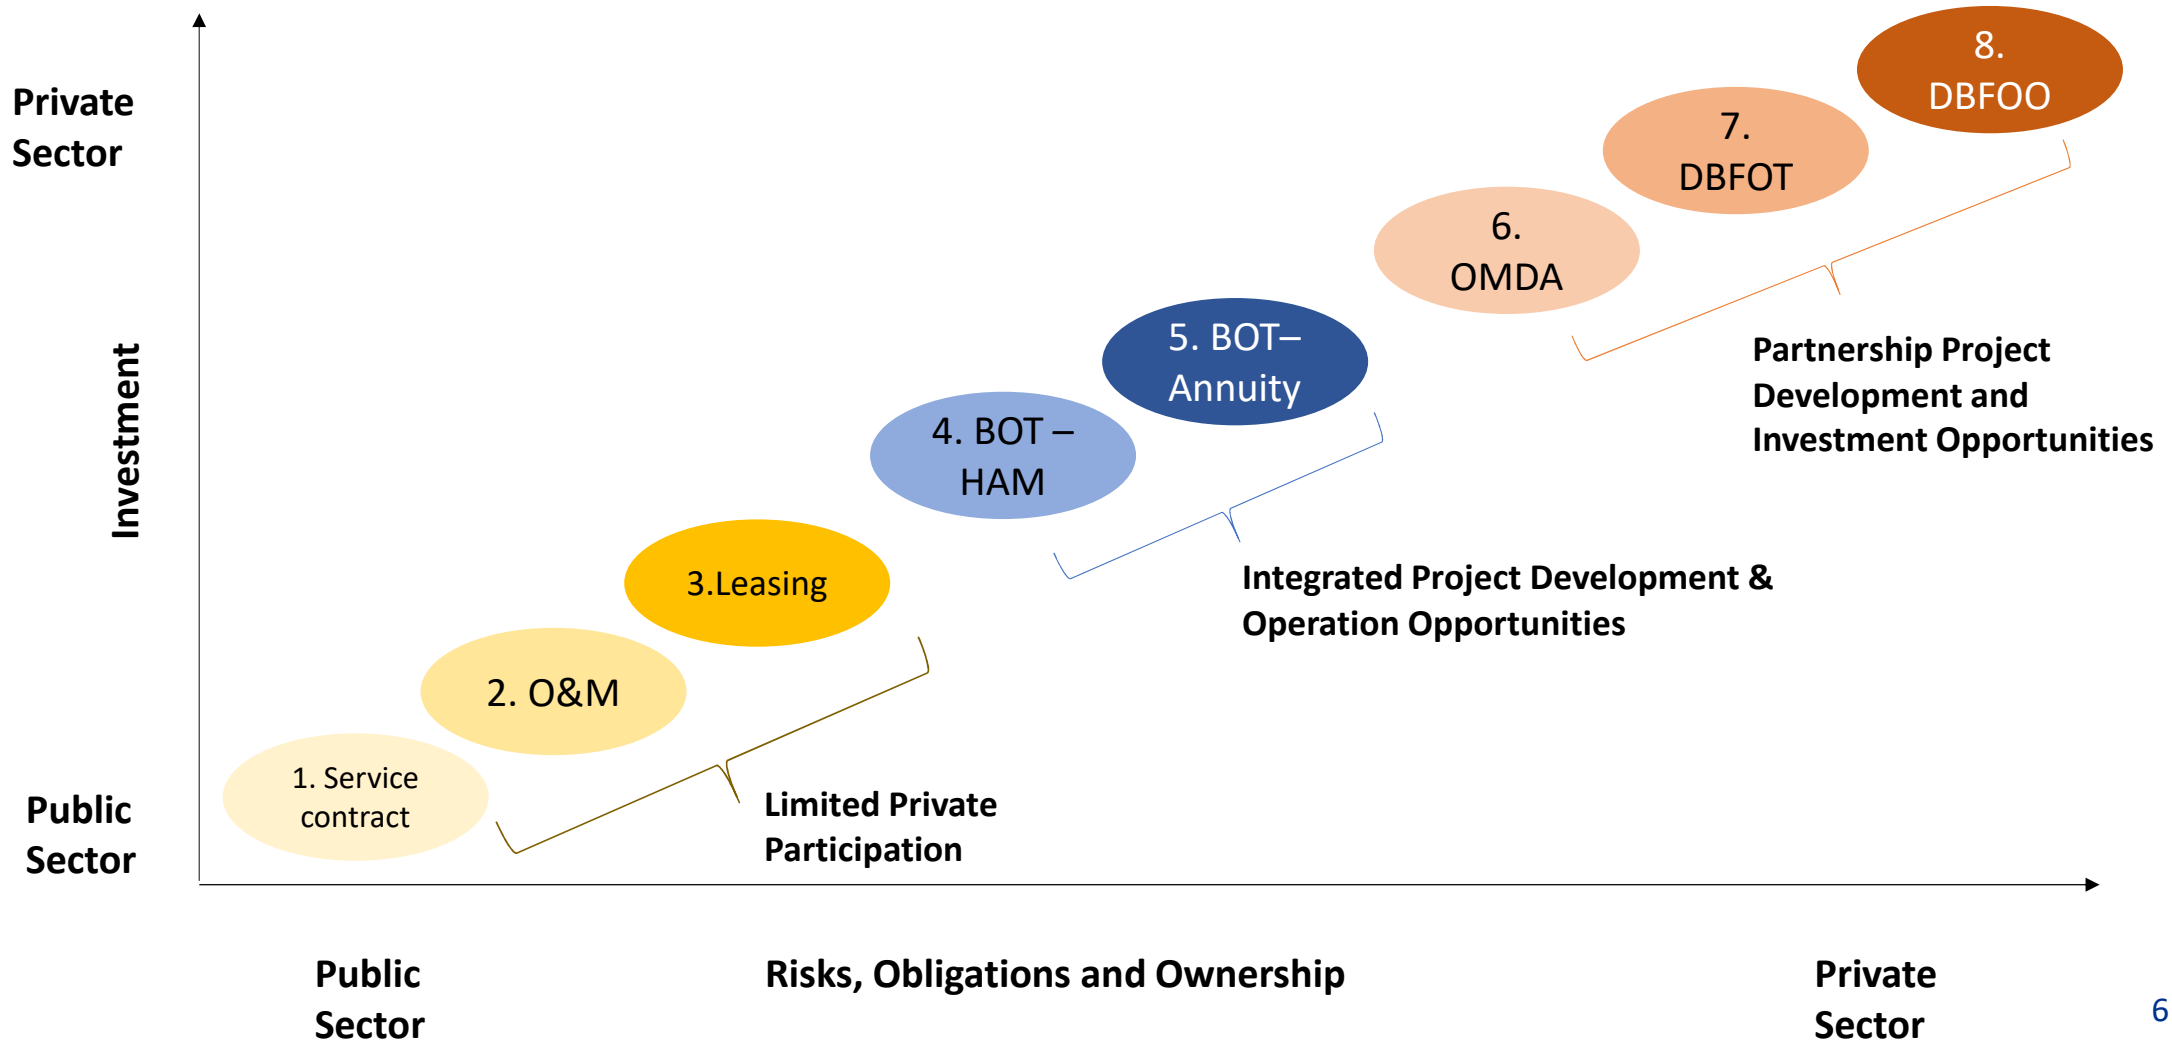 8.
DBFOO
Private
Sector
7.
DBFOT
6.
OMDA
5. BOT–
Annuity
Partnership Project
Development and
Investment Opportunities
Investment
4. BOT –
HAM
3.Leasing
Integrated Project Development &
Operation Opportunities
2. O&M
1. Service
contract
Limited Private
Participation
Public
Sector
Public
Sector
Risks, Obligations and Ownership
Private
Sector
6